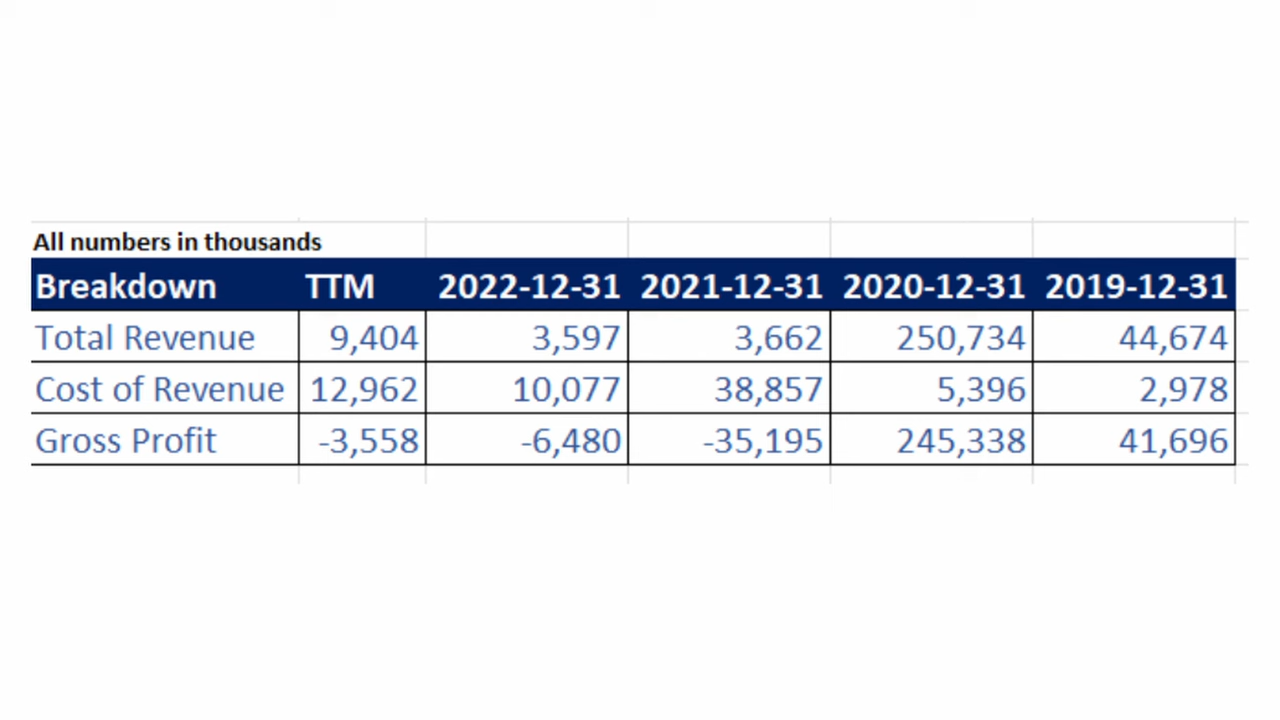 All numbers in thousands
Breakdown TTM 2022-12-31 2021-12-31 2020-12-31 2019-12-31
Total Revenue 9,404 3,597 3,662 250,734 44,674
Cost of Revenue 12,962 10,077 38,857 5,396 2,978
Gross Profit -3,558 -6,480 -35,195 245,338 41,696